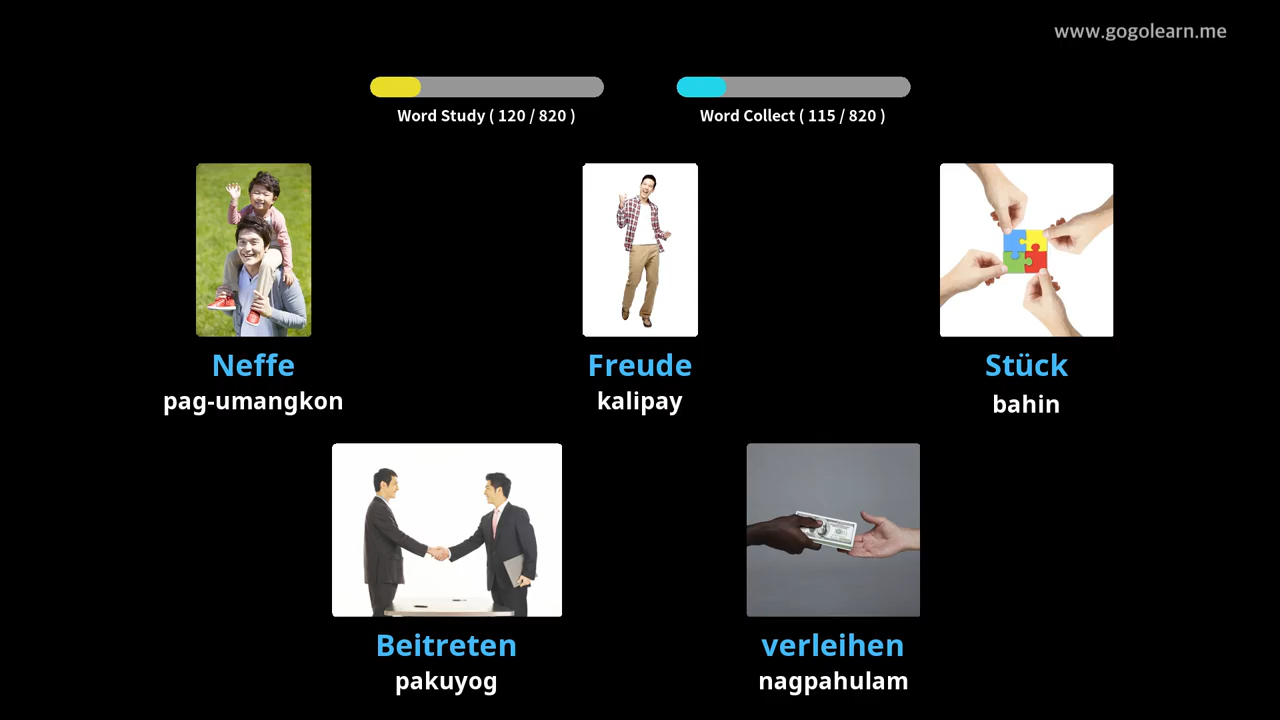 www.gogolearn.me
Word Study ( 120 / 820 )
Word Collect ( 115 / 820 )
Neffe
pag-umangkon
Freude
kalipay
Stück
bahin
Beitreten
pakuyog
verleihen
nagpahulam